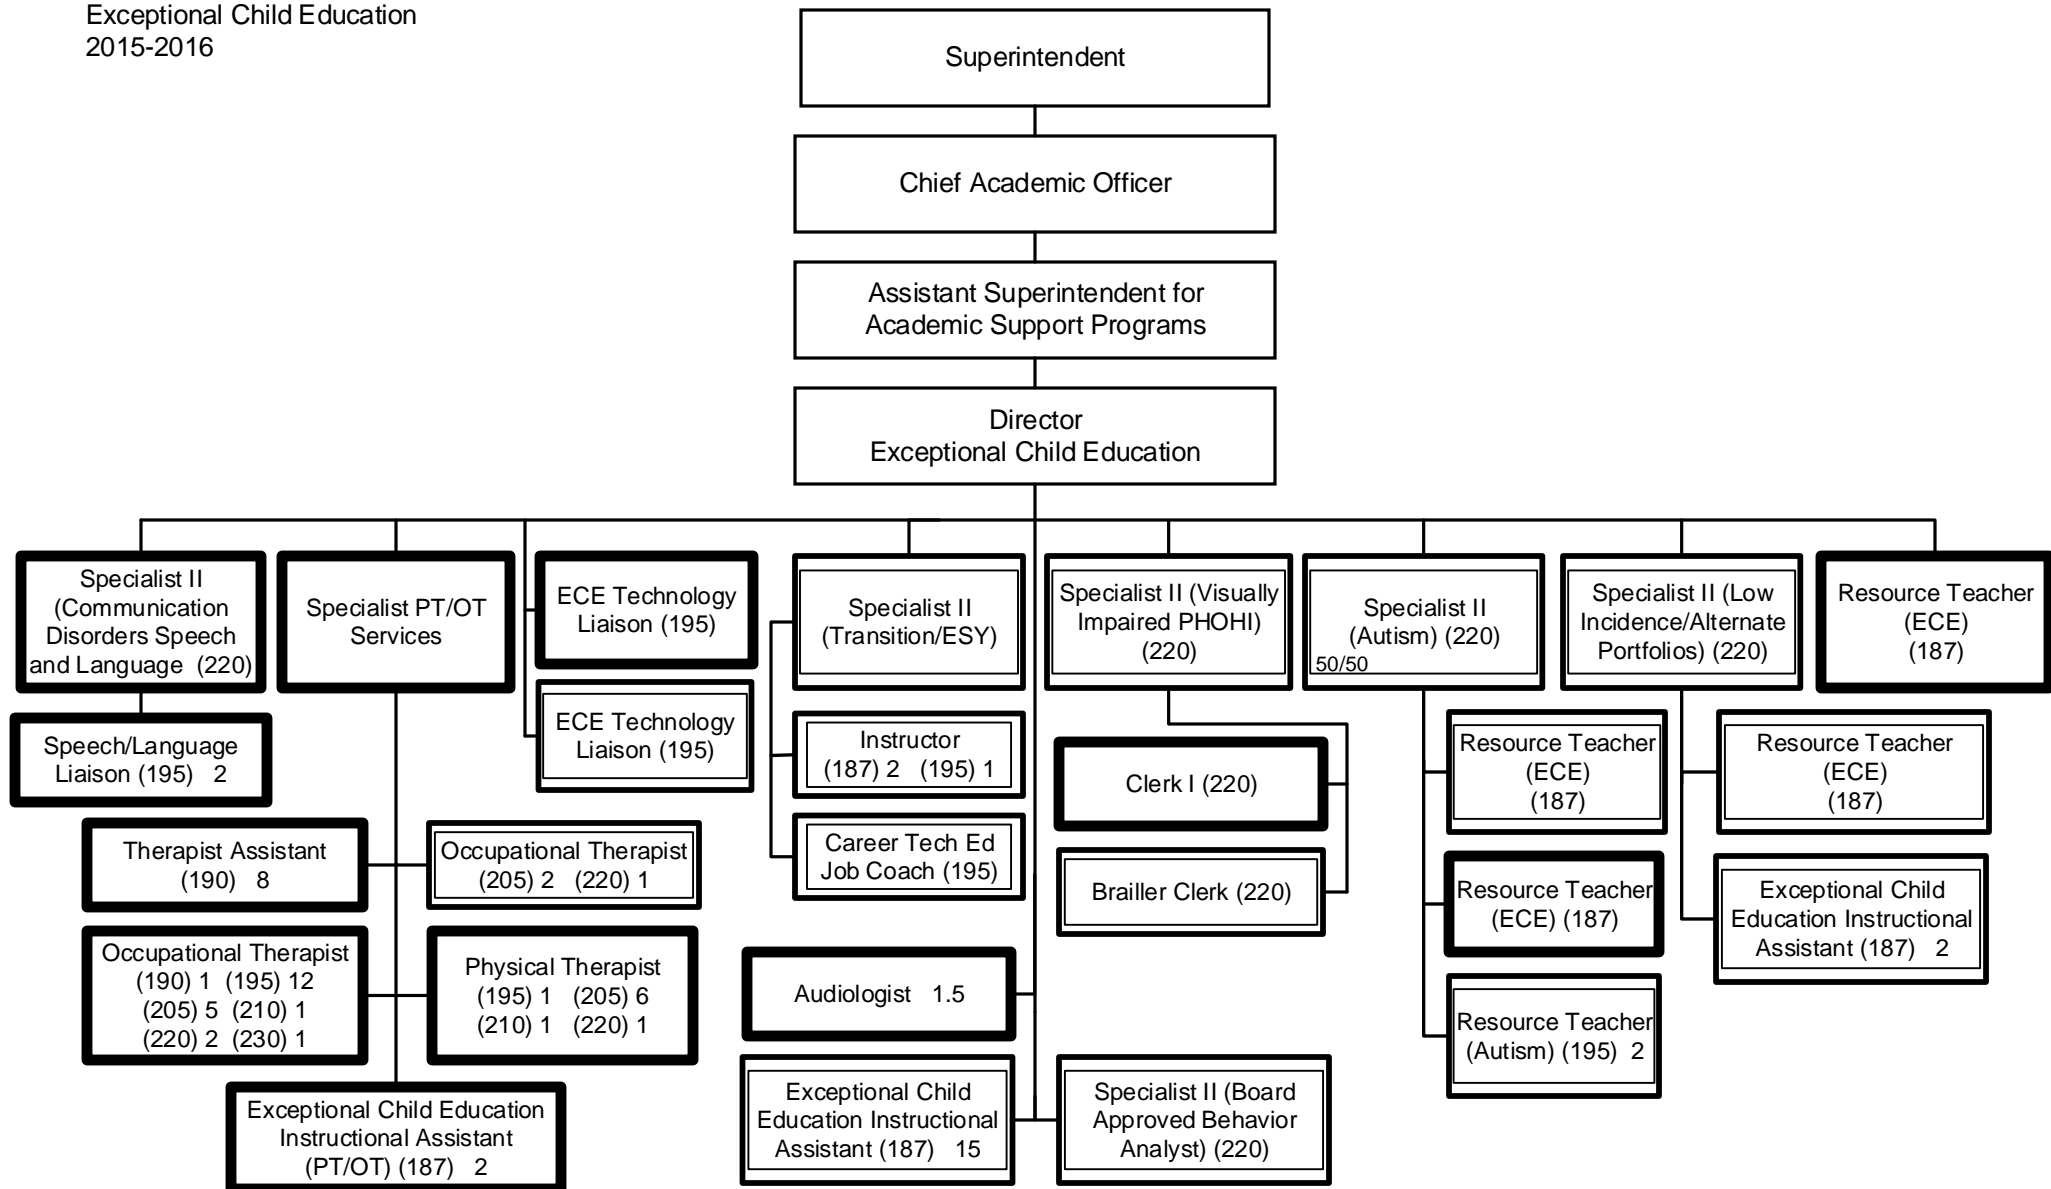 Exceptional Child Education
2015-2016
Superintendent
Chief Academic Officer
Assistant Superintendent for
Academic Support Programs
Director
Exceptional Child Education
Specialist II
(Communication
Disorders Speech
and Language (220)
Specialist PT/OT
Services
ECE Technology
Liaison (195)
Specialist II
(Transition/ESY)
Specialist II (Visually
Impaired PHOHI)
(220)
Specialist II
(Autism) (220)
50/50
Specialist II (Low
Incidence/Alternate
Portfolios) (220)
Resource Teacher
(ECE)
(187)
ECE Technology
Liaison (195)
Speech/Language
Liaison (195) 2
Instructor
(187) 2 (195) 1
Clerk I (220)
Resource Teacher
(ECE)
(187)
Resource Teacher
(ECE)
(187)
Therapist Assistant
(190) 8
Occupational Therapist
(205) 2 (220) 1
Career Tech Ed
Job Coach (195)
Brailler Clerk (220)
Resource Teacher
(ECE) (187)
Exceptional Child
Education Instructional
Assistant (187) 2
Occupational Therapist
(190) 1 (195) 12
(205) 5 (210) 1
(220) 2 (230) 1
Physical Therapist
(195) 1 (205) 6
(210) 1 (220) 1
Audiologist 1.5
Resource Teacher
(Autism) (195) 2
Exceptional Child Education
Instructional Assistant
(PT/OT) (187) 2
Exceptional Child
Education Instructional
Assistant (187) 15
Specialist II (Board
Approved Behavior
Analyst) (220)